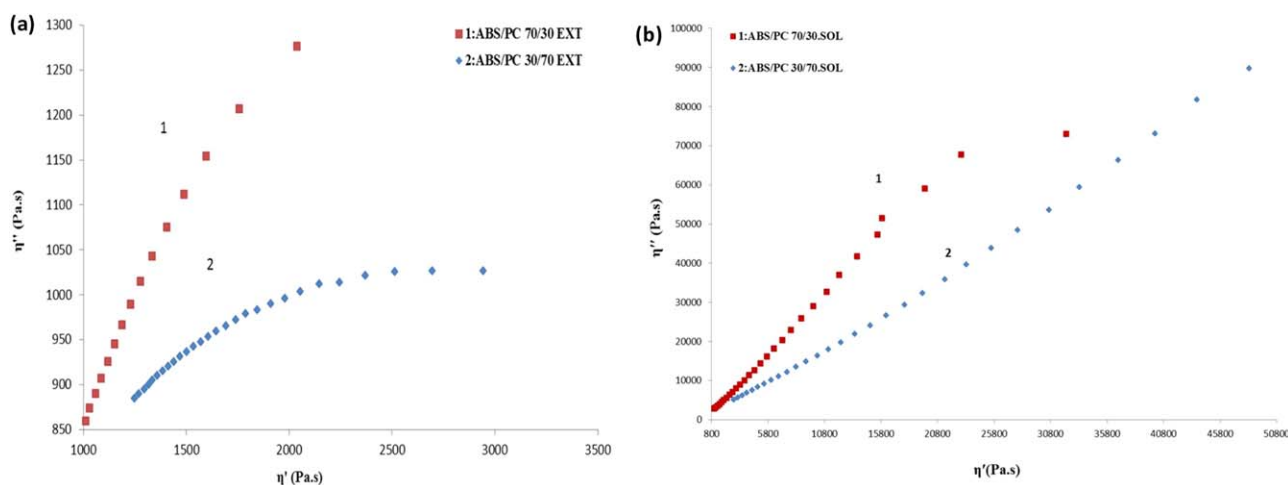 (a)
1300
1250
1200
1150
1100
1050
1000
950
900
850
η'' (Pa.s)
1000 1500 2000 2500 3000 3500
η' (Pa.s)
1:ABS/PC 70/30 EXT
2:ABS/PC 30/70 EXT
1
2
(b)
100000
90000
80000
70000
60000
50000
40000
30000
20000
10000
0
η'' (Pa.s)
800 5800 10800 15800 20800 25800 30800 35800 40800 45800 50800
η'(Pa.s)
1:ABS/PC 70/30.SOL
2:ABS/PC 30/70.SOL
1
2